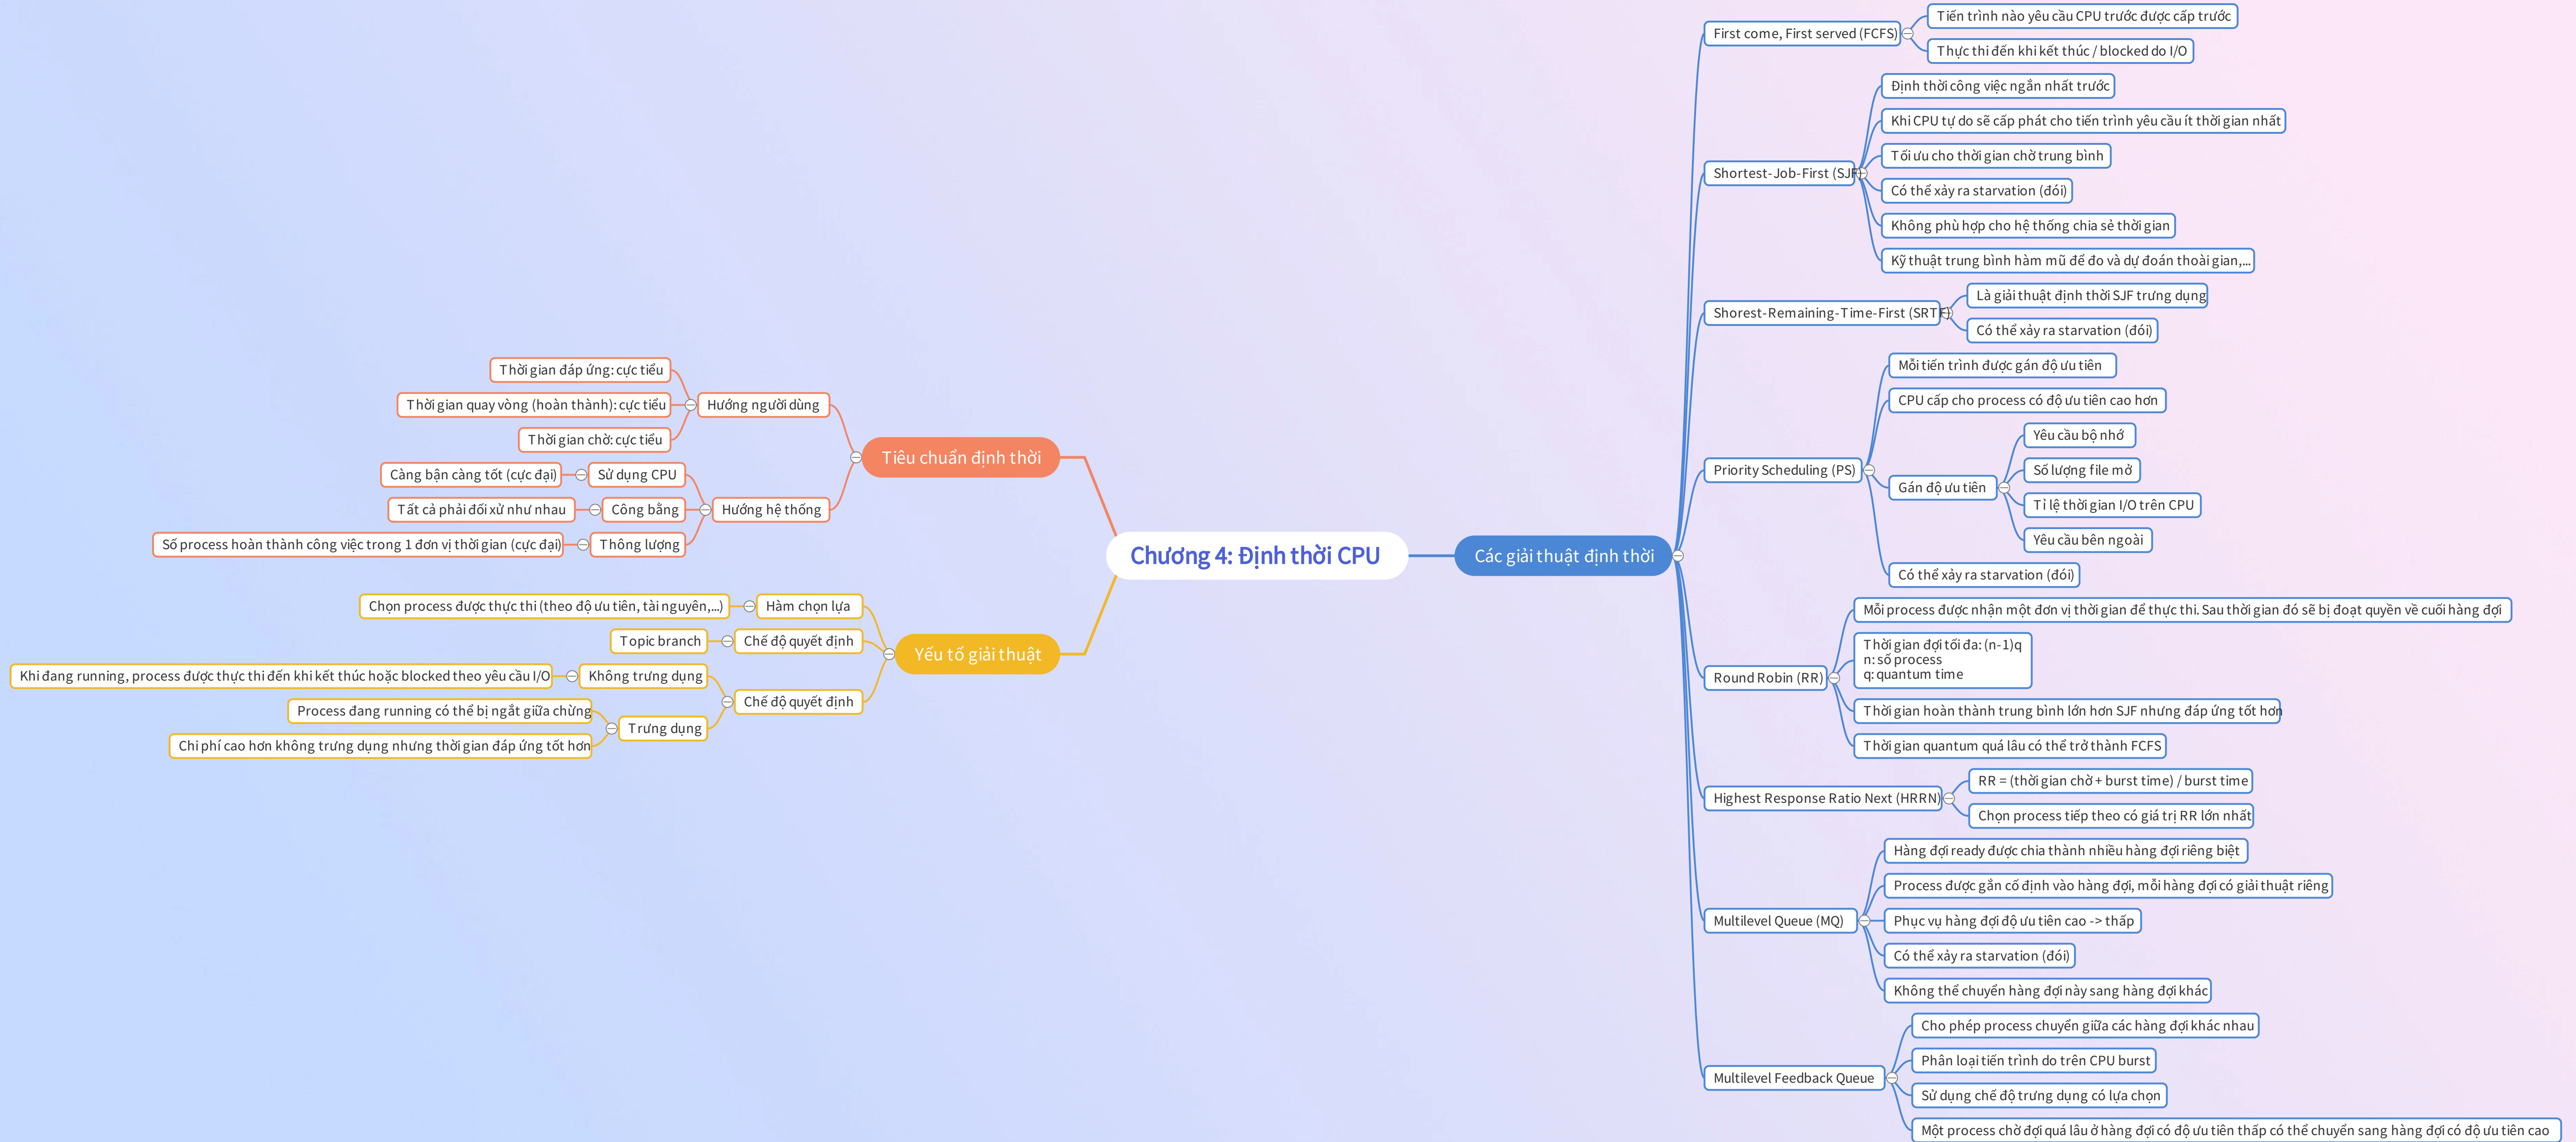 Chương 4: Định thời CPU
Tiêu chuẩn định thời
Hướng người dùng
Thời gian đáp ứng: cực tiểu
Thời gian quay vòng (hoàn thành): cực tiểu
Thời gian chờ: cực tiểu
Hướng hệ thống
Sử dụng CPU
Càng bận càng tốt (cực đại)
Công bằng
Tất cả phải đối xử như nhau
Thông lượng
Số process hoàn thành công việc trong 1 đơn vị thời gian (cực đại)
Yếu tố giải thuật
Hàm chọn lựa
Chọn process được thực thi (theo độ ưu tiên, tài nguyên,...)
Chế độ quyết định
Topic branch
Chế độ quyết định
Không trưng dụng
Khi đang running, process được thực thi đến khi kết thúc hoặc blocked theo yêu cầu I/O
Trưng dụng
Process đang running có thể bị ngắt giữa chừng
Chi phí cao hơn không trưng dụng nhưng thời gian đáp ứng tốt hơn
Các giải thuật định thời
First come, First served (FCFS)
Tiến trình nào yêu cầu CPU trước được cấp trước
Thực thi đến khi kết thúc / blocked do I/O
Shortest-Job-First (SJF)
Định thời công việc ngắn nhất trước
Khi CPU tự do sẽ cấp phát cho tiến trình yêu cầu ít thời gian nhất
Tối ưu cho thời gian chờ trung bình
Có thể xảy ra starvation (đói)
Không phù hợp cho hệ thống chia sẻ thời gian
Kỹ thuật trung bình hàm mũ để đo và dự đoán thoài gian,...
Shorest-Remaining-Time-First (SRTF)
Là giải thuật định thời SJF trưng dụng
Có thể xảy ra starvation (đói)
Priority Scheduling (PS)
Mỗi tiến trình được gán độ ưu tiên
CPU cấp cho process có độ ưu tiên cao hơn
Gán độ ưu tiên
Yêu cầu bộ nhớ
Số lượng file mở
Tỉ lệ thời gian I/O trên CPU
Yêu cầu bên ngoài
Có thể xảy ra starvation (đói)
Round Robin (RR)
Mỗi process được nhận một đơn vị thời gian để thực thi. Sau thời gian đó sẽ bị đoạt quyền về cuối hàng đợi
Thời gian đợi tối đa: (n-1)q
n: số process
q: quantum time
Thời gian hoàn thành trung bình lớn hơn SJF nhưng đáp ứng tốt hơn
Thời gian quantum quá lâu có thể trở thành FCFS
Highest Response Ratio Next (HRRN)
RR = (thời gian chờ + burst time) / burst time
Chọn process tiếp theo có giá trị RR lớn nhất
Multilevel Queue (MQ)
Hàng đợi ready được chia thành nhiều hàng đợi riêng biệt
Process được gắn cố định vào hàng đợi, mỗi hàng đợi có giải thuật riêng
Phục vụ hàng đợi độ ưu tiên cao -> thấp
Có thể xảy ra starvation (đói)
Không thể chuyển hàng đợi này sang hàng đợi khác
Multilevel Feedback Queue
Cho phép process chuyển giữa các hàng đợi khác nhau
Phân loại tiến trình do trên CPU burst
Sử dụng chế độ trưng dụng có lựa chọn
Một process chờ đợi quá lâu ở hàng đợi có độ ưu tiên thấp có thể chuyển sang hàng đợi có độ ưu tiên cao